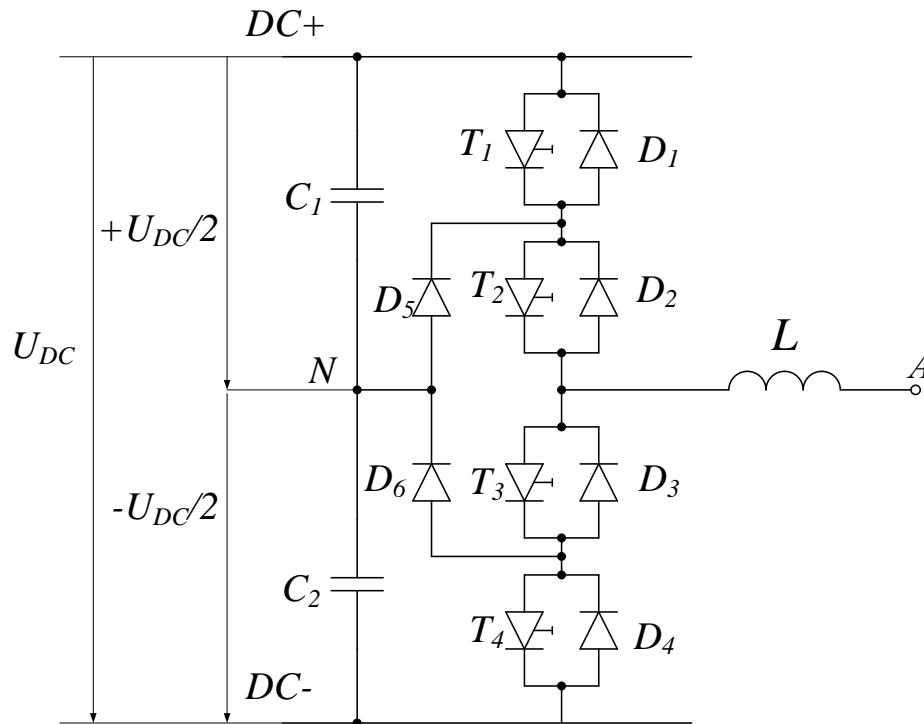 DC+
T1
D1
C1
+UDC/2
D5
T2
D2
UDC
N
L
A
D6
T3
D3
-UDC/2
C2
T4
D4
DC-